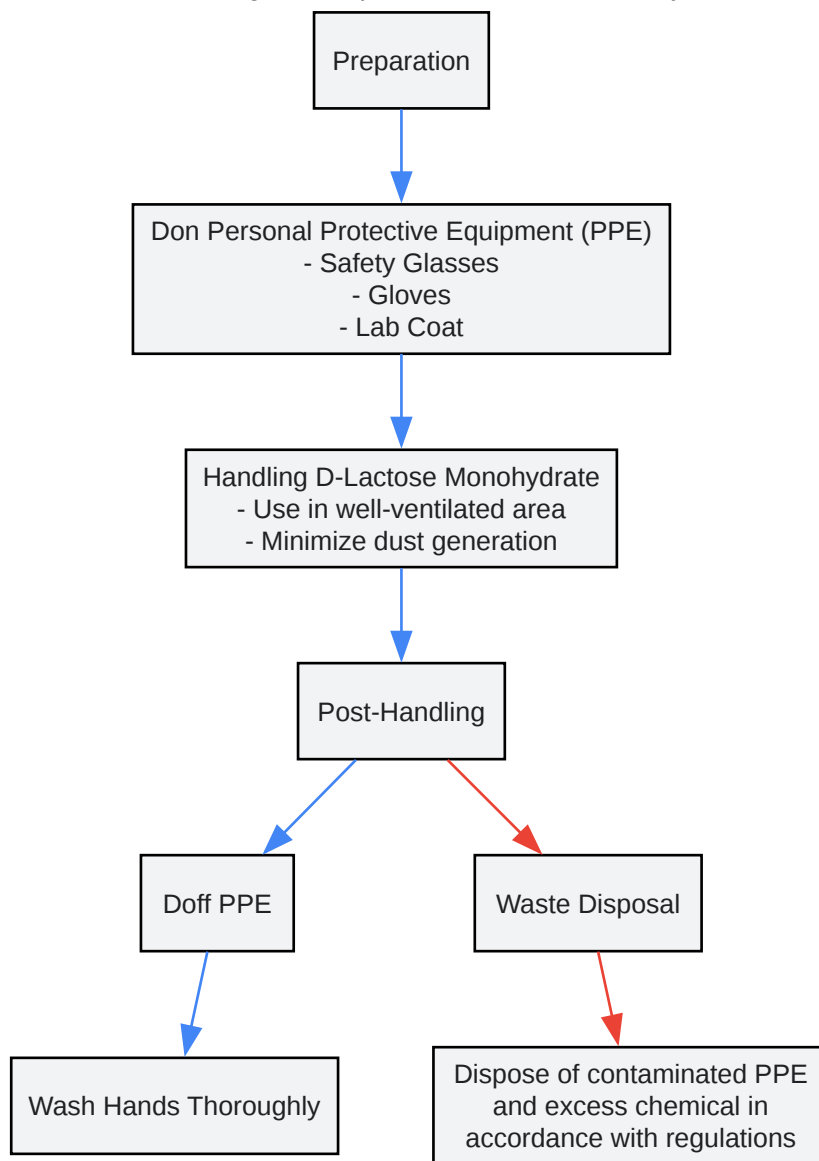 Preparation
Don Personal Protective Equipment (PPE)
- Safety Glasses
- Gloves
- Lab Coat
Handling D-Lactose Monohydrate
- Use in well-ventilated area
- Minimize dust generation
Post-Handling
Doff PPE
Waste Disposal
Wash Hands Thoroughly
Dispose of contaminated PPE
and excess chemical in
accordance with regulations